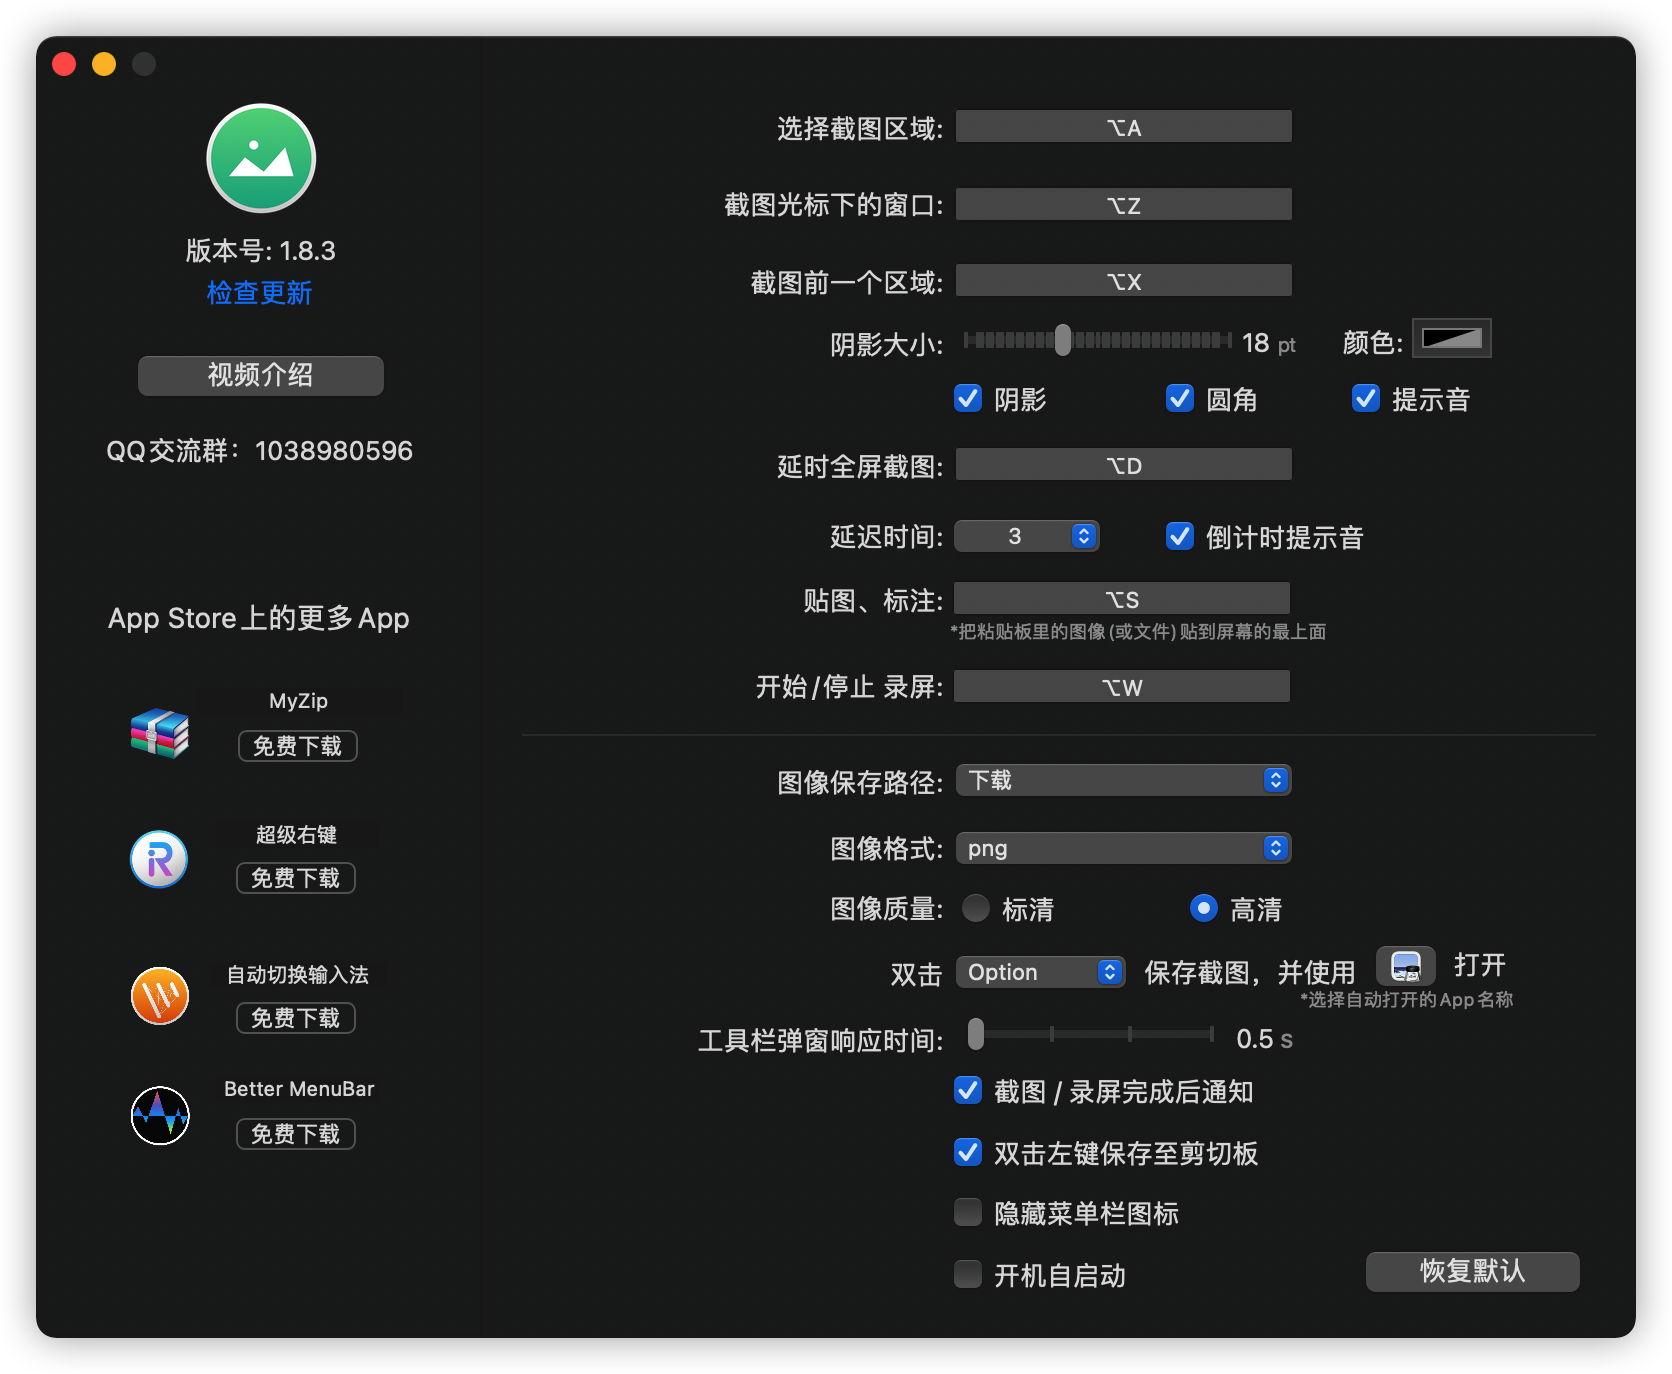 版本号: 1.8.3
检查更新
视频介绍
QQ交流群：1038980596
App Store上的更多App
MyZip
免费下载
超级右键
免费下载
自动切换输入法
免费下载
Better MenuBar
免费下载
选择截图区域: ⌥A
截图光标下的窗口: ⌥Z
截图前一个区域: ⌥X
阴影大小: 18 pt 颜色:
阴影 圆角 提示音
延时全屏截图: ⌥D
延迟时间: 3 倒计时提示音
贴图、标注: ⌥S
*把粘贴板里的图像(或文件)贴到屏幕的最上面
开始/停止 录屏: ⌥W
图像保存路径: 下载
图像格式: png
图像质量: 标清 高清
双击 Option 保存截图，并使用 打开
*选择自动打开的App名称
工具栏弹窗响应时间: 0.5 s
截图 / 录屏完成后通知
双击左键保存至剪切板
隐藏菜单栏图标
开机自启动
恢复默认